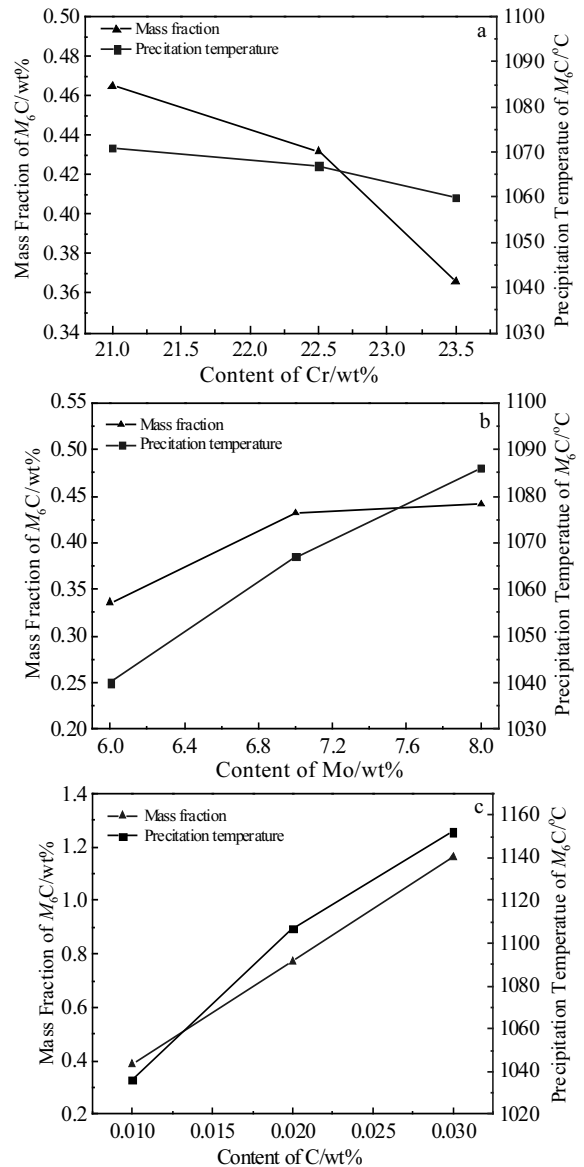 0.50
0.46
0.44
0.42
0.40
0.38
0.36
0.34
Mass Fraction of M₆C/wt%
Mass fraction
Precitation temperature
a
1100
1090
1080
1070
1060
1050
1040
1030
Precipitation Temperatue of M₆C/°C
21.0 21.5 22.0 22.5 23.0 23.5
Content of Cr/wt%
0.55
0.50
0.45
0.40
0.35
0.30
0.25
0.20
Mass Fraction of M₆C/wt%
Mass fraction
Precitation temperature
b
1100
1090
1080
1070
1060
1050
1040
1030
Precipitation Temperatue of M₆C/°C
6.0 6.4 6.8 7.2 7.6 8.0
Content of Mo/wt%
1.4
1.2
1.0
0.8
0.6
0.4
0.2
Mass Fraction of M₆C/wt%
Mass fraction
Precitation temperature
c
1160
1140
1120
1100
1080
1060
1040
1020
Precipitation Temperatue of M₆C/°C
0.010 0.015 0.020 0.025 0.030
Content of C/wt%